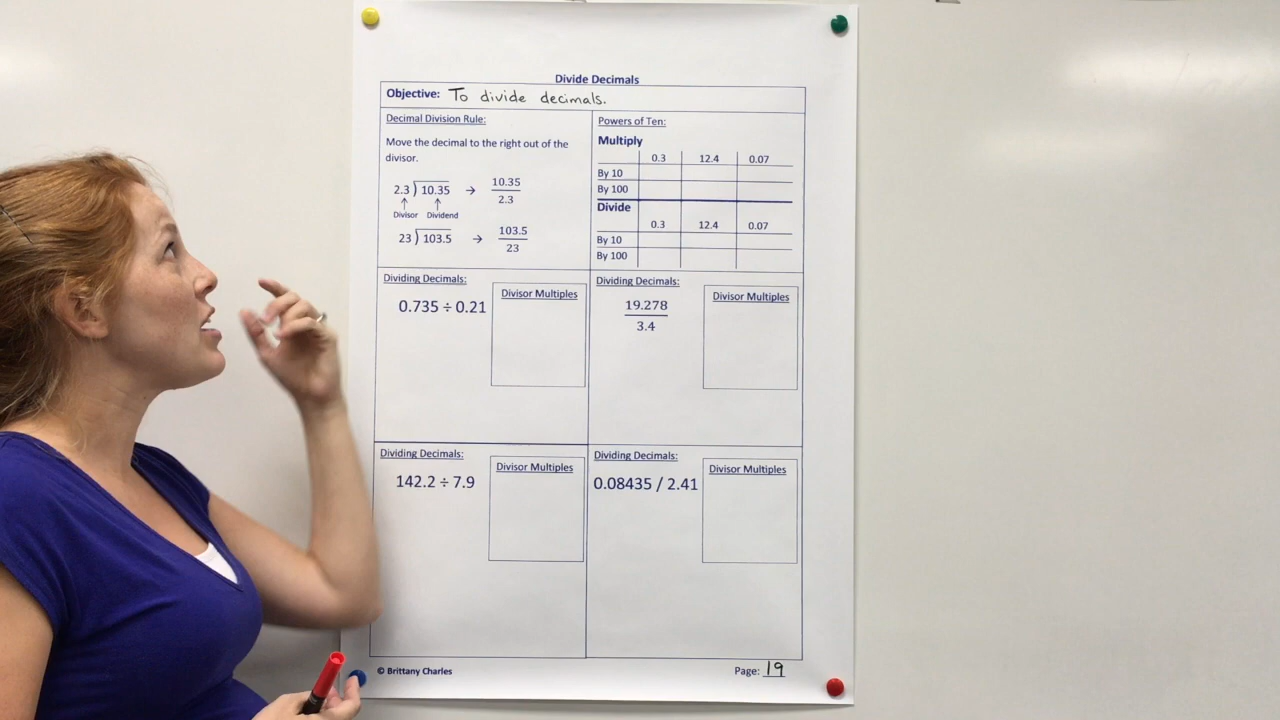 Divide Decimals
Objective: To divide decimals.
Decimal Division Rule:
Move the decimal to the right out of the
divisor.
2.3 ) 10.35 → 10.35 / 2.3
↑ ↑
Divisor Dividend
23 ) 103.5 → 103.5 / 23
Powers of Ten:
Multiply
0.3 12.4 0.07
By 10
By 100
Divide
0.3 12.4 0.07
By 10
By 100
Dividing Decimals:
0.735 ÷ 0.21
Divisor Multiples
Dividing Decimals:
19.278
3.4
Divisor Multiples
Dividing Decimals:
142.2 ÷ 7.9
Divisor Multiples
Dividing Decimals:
0.08435 / 2.41
Divisor Multiples
© Brittany Charles
Page: 19